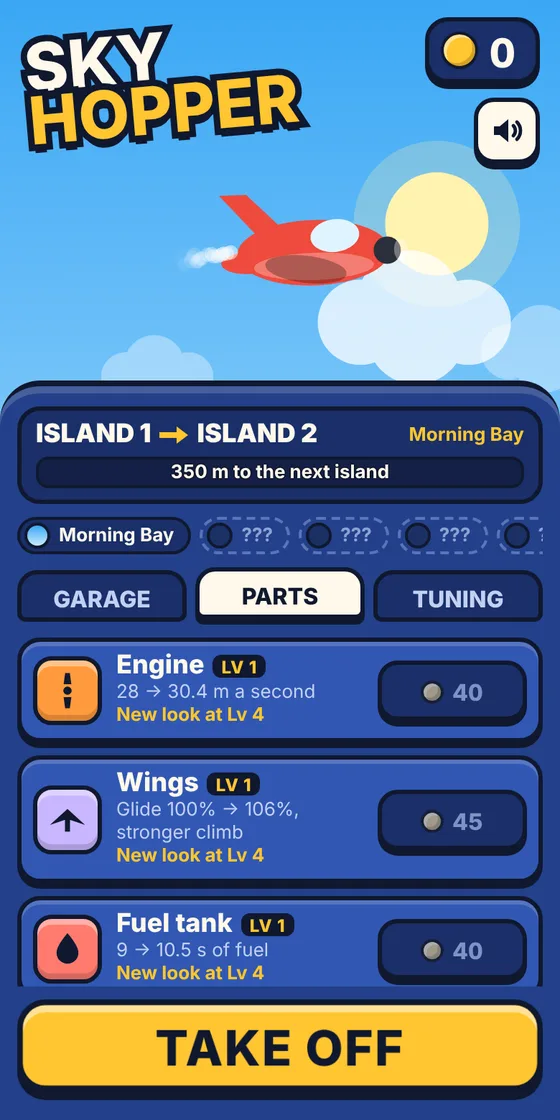 SKY
HOPPER
0
ISLAND 1 → ISLAND 2
Morning Bay
350 m to the next island
Morning Bay
???
???
???
?
GARAGE
PARTS
TUNING
Engine LV 1
28 → 30.4 m a second
New look at Lv 4
40
Wings LV 1
Glide 100% → 106%,
stronger climb
New look at Lv 4
45
Fuel tank LV 1
9 → 10.5 s of fuel
New look at Lv 4
40
TAKE OFF